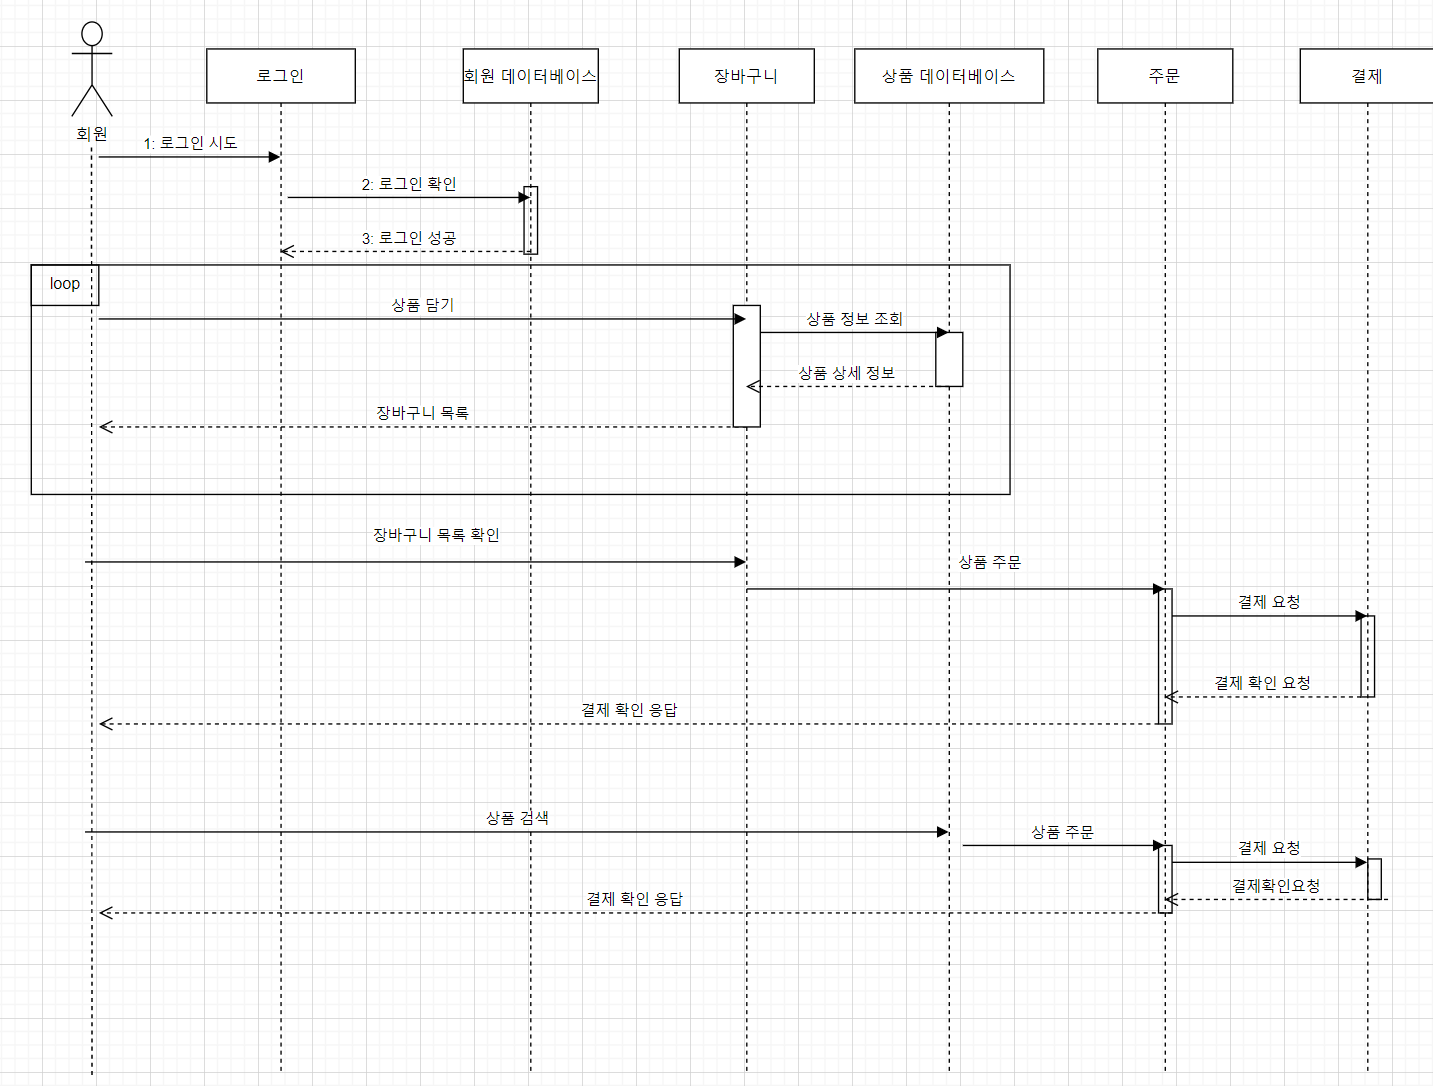 로그인
회원 데이터베이스
장바구니
상품 데이터베이스
주문
결제
회원
1: 로그인 시도
2: 로그인 확인
3: 로그인 성공
loop
상품 담기
상품 정보 조회
상품 상세 정보
장바구니 목록
장바구니 목록 확인
상품 주문
결제 요청
결제 확인 요청
결제 확인 응답
상품 검색
상품 주문
결제 요청
결제확인요청
결제 확인 응답